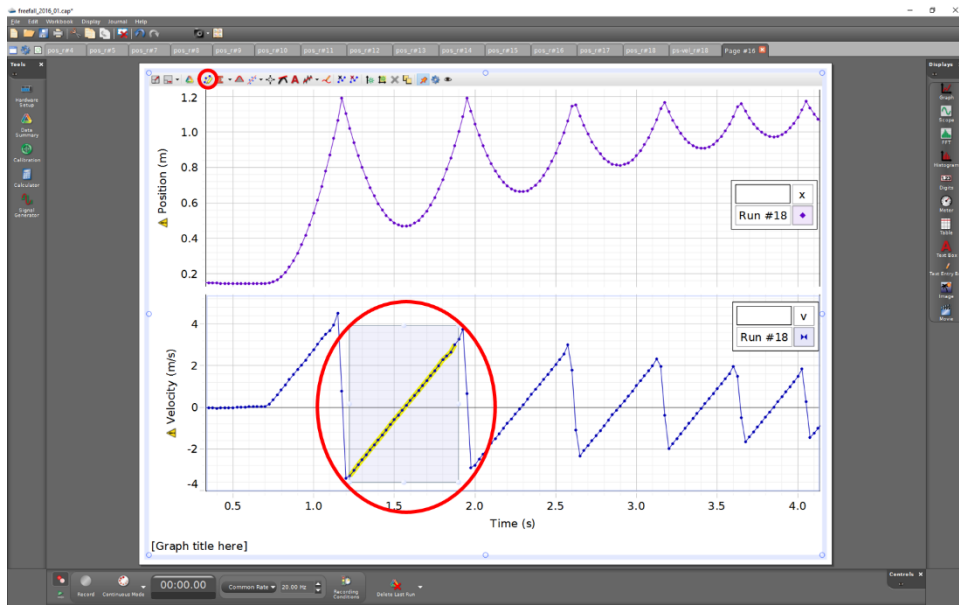 freefall_2016_01.cap*
File Edit Workbook Display Journal Help
pos_r#4 pos_r#5 pos_r#7 pos_r#8 pos_r#9 pos_r#10 pos_r#11 pos_r#12 pos_r#13 pos_r#14 pos_r#15 pos_r#16 pos_r#17 pos_r#18 ps-vel_r#18 Page #16
Tools
Displays
Hardware
Setup
Data
Summary
Calibration
Calculator
Signal
Generator
1.2
1.0
0.8
0.6
0.4
0.2
Position (m)
x
Run #18
4
2
0
-2
-4
Velocity (m/s)
v
Run #18
0.5 1.0 1.5 2.0 2.5 3.0 3.5 4.0
Time (s)
[Graph title here]
Graph
Scope
FFT
Histogram
Digits
Meter
Table
Text Box
Text Entry B
Image
Movie
Controls
Record
Continuous Mode
00:00.00
Common Rate
20.00 Hz
Recording
Conditions
Delete Last Run